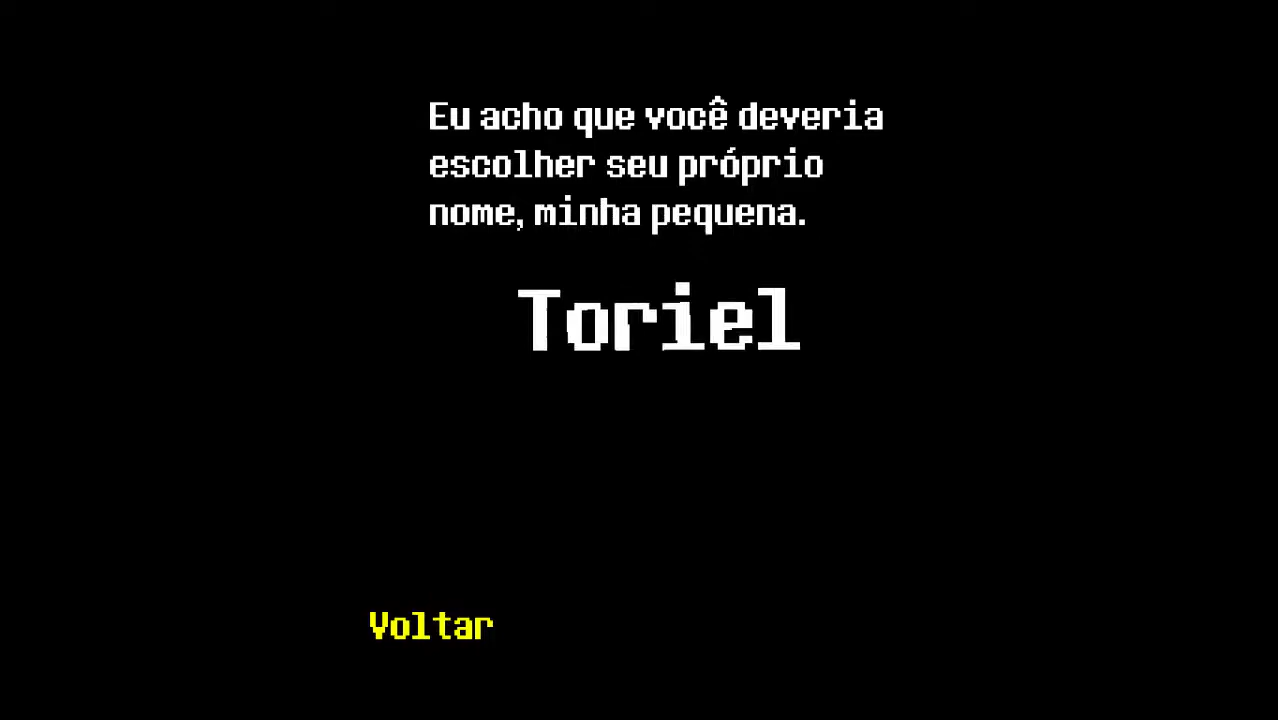 Eu acho que você deveria
escolher seu próprio
nome, minha pequena.
Toriel
Voltar